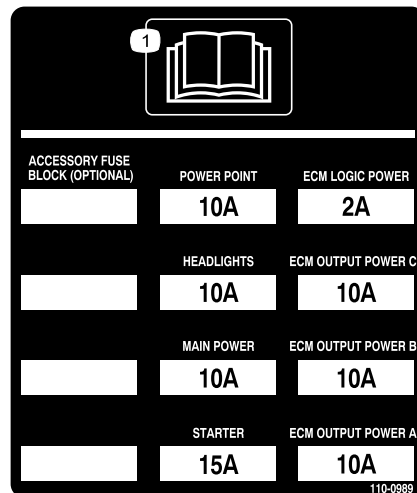 1
ACCESSORY FUSE
BLOCK (OPTIONAL)
POWER POINT
ECM LOGIC POWER
10A
2A
HEADLIGHTS
ECM OUTPUT POWER C
10A
10A
MAIN POWER
ECM OUTPUT POWER B
10A
10A
STARTER
ECM OUTPUT POWER A
15A
10A
110-0989